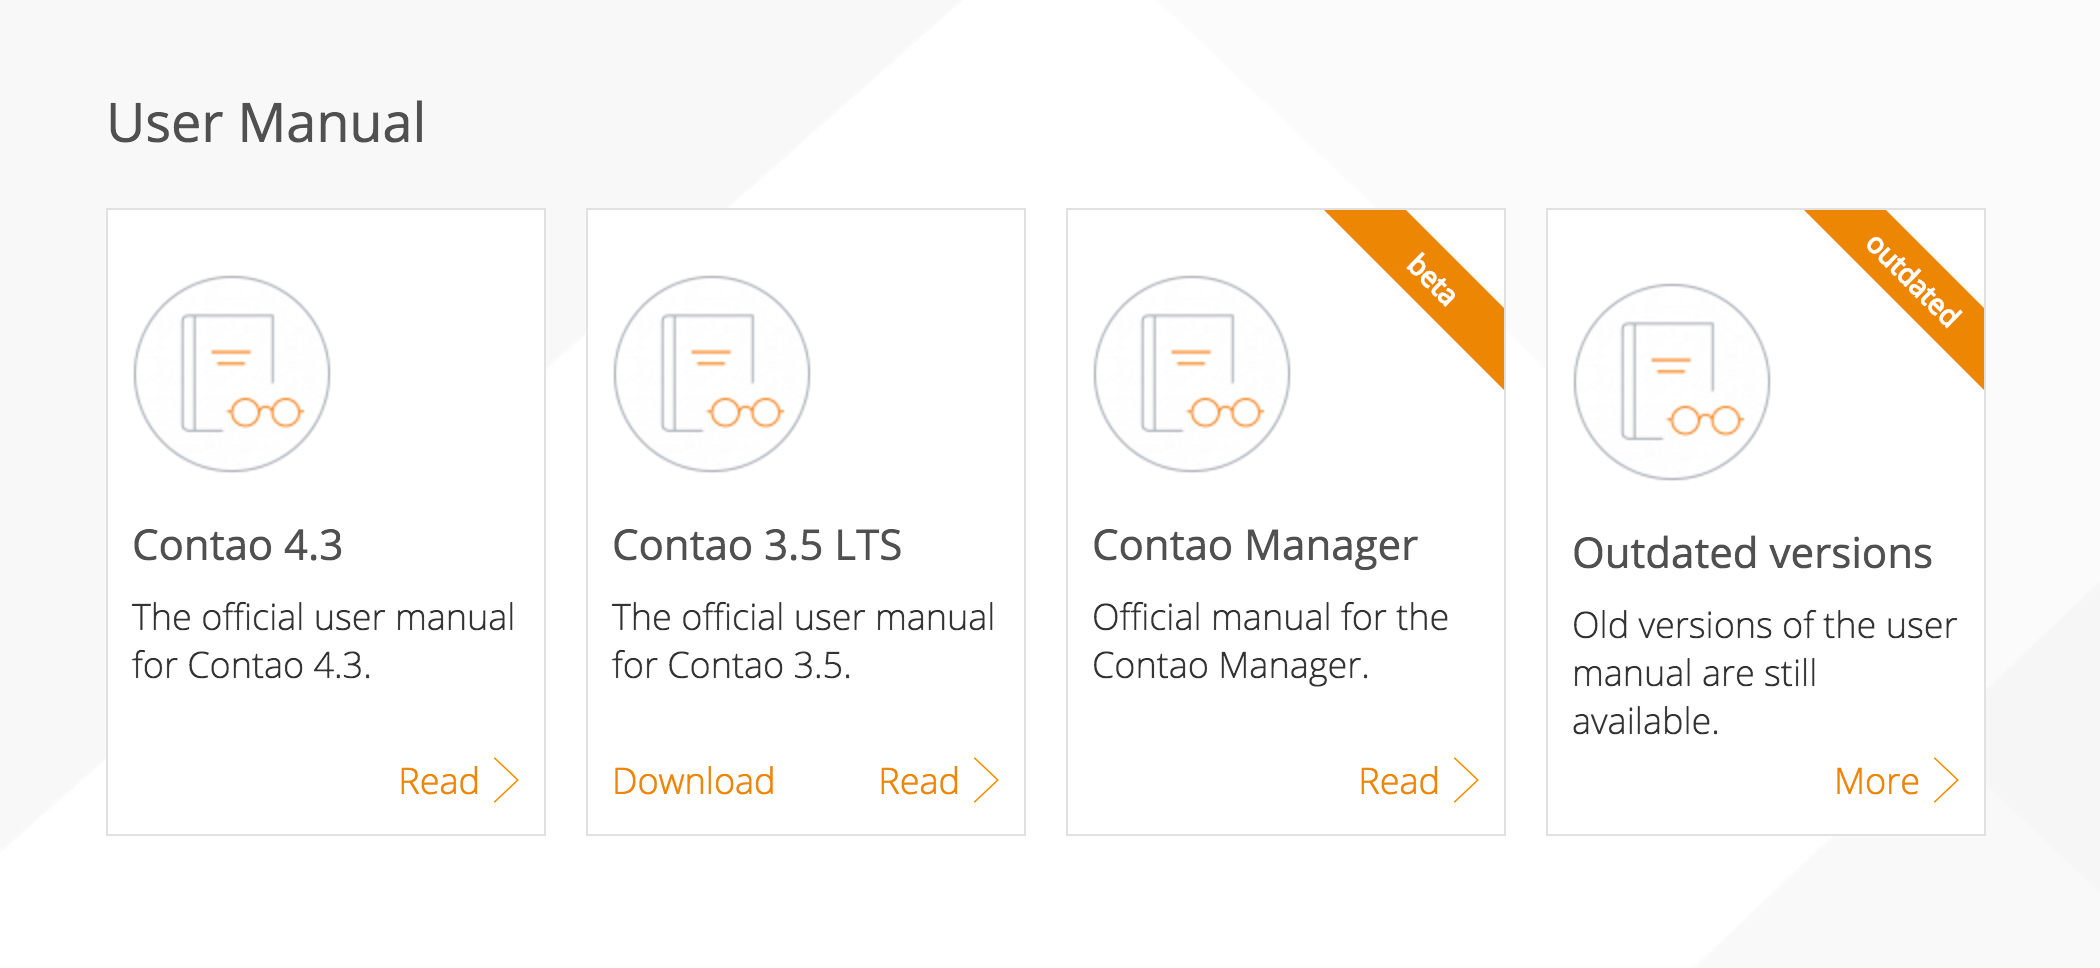 User Manual
Contao 4.3
The official user manual
for Contao 4.3.
Read
Contao 3.5 LTS
The official user manual
for Contao 3.5.
Download
Read
beta
Contao Manager
Official manual for the
Contao Manager.
Read
outdated
Outdated versions
Old versions of the user
manual are still
available.
More